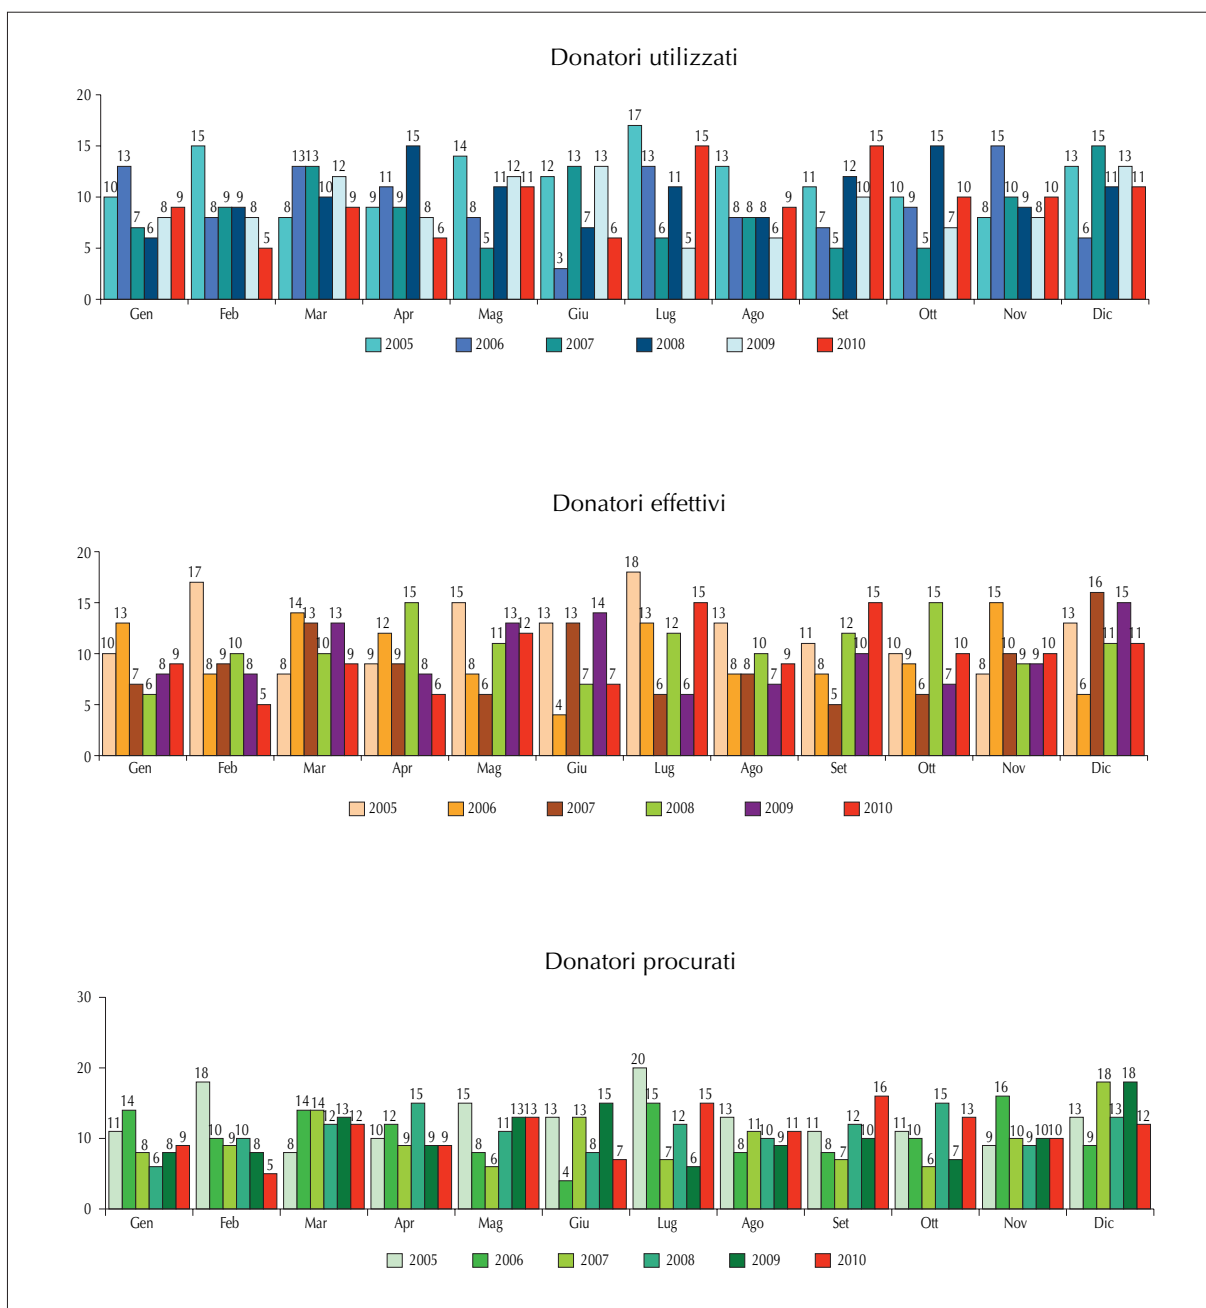 Donatori utilizzati
20
15
10
5
0
10 13 7 6 8 9
15 8 9 9 8 5
8 13 13 10 12 9
9 11 9 15 8 6
14 8 5 11 12 11
12 3 13 7 13 6
17 13 6 11 5 15
13 8 8 8 6 9
11 7 5 12 10 15
10 9 5 15 7 10
8 15 10 9 8 10
13 6 15 11 13 11
Gen Feb Mar Apr Mag Giu Lug Ago Set Ott Nov Dic
2005 2006 2007 2008 2009 2010
Donatori effettivi
20
15
10
5
0
10 13 7 6 8 9
17 8 9 10 8 5
8 14 13 10 13 9
9 12 9 15 8 6
15 8 6 11 13 12
13 4 13 7 14 7
18 13 6 12 6 15
13 8 8 10 7 9
11 8 5 12 10 15
10 9 6 15 7 10
8 15 10 9 9 10
13 6 16 11 15 11
Gen Feb Mar Apr Mag Giu Lug Ago Set Ott Nov Dic
2005 2006 2007 2008 2009 2010
Donatori procurati
30
20
10
0
11 14 8 6 8 9
18 10 9 10 8 5
8 14 14 12 13 12
10 12 9 15 9 9
15 8 6 11 13 13
13 4 13 8 15 7
20 15 7 12 6 15
13 8 11 10 9 11
11 8 7 12 10 16
11 10 6 15 7 13
9 16 10 9 10 10
13 9 18 13 18 12
Gen Feb Mar Apr Mag Giu Lug Ago Set Ott Nov Dic
2005 2006 2007 2008 2009 2010